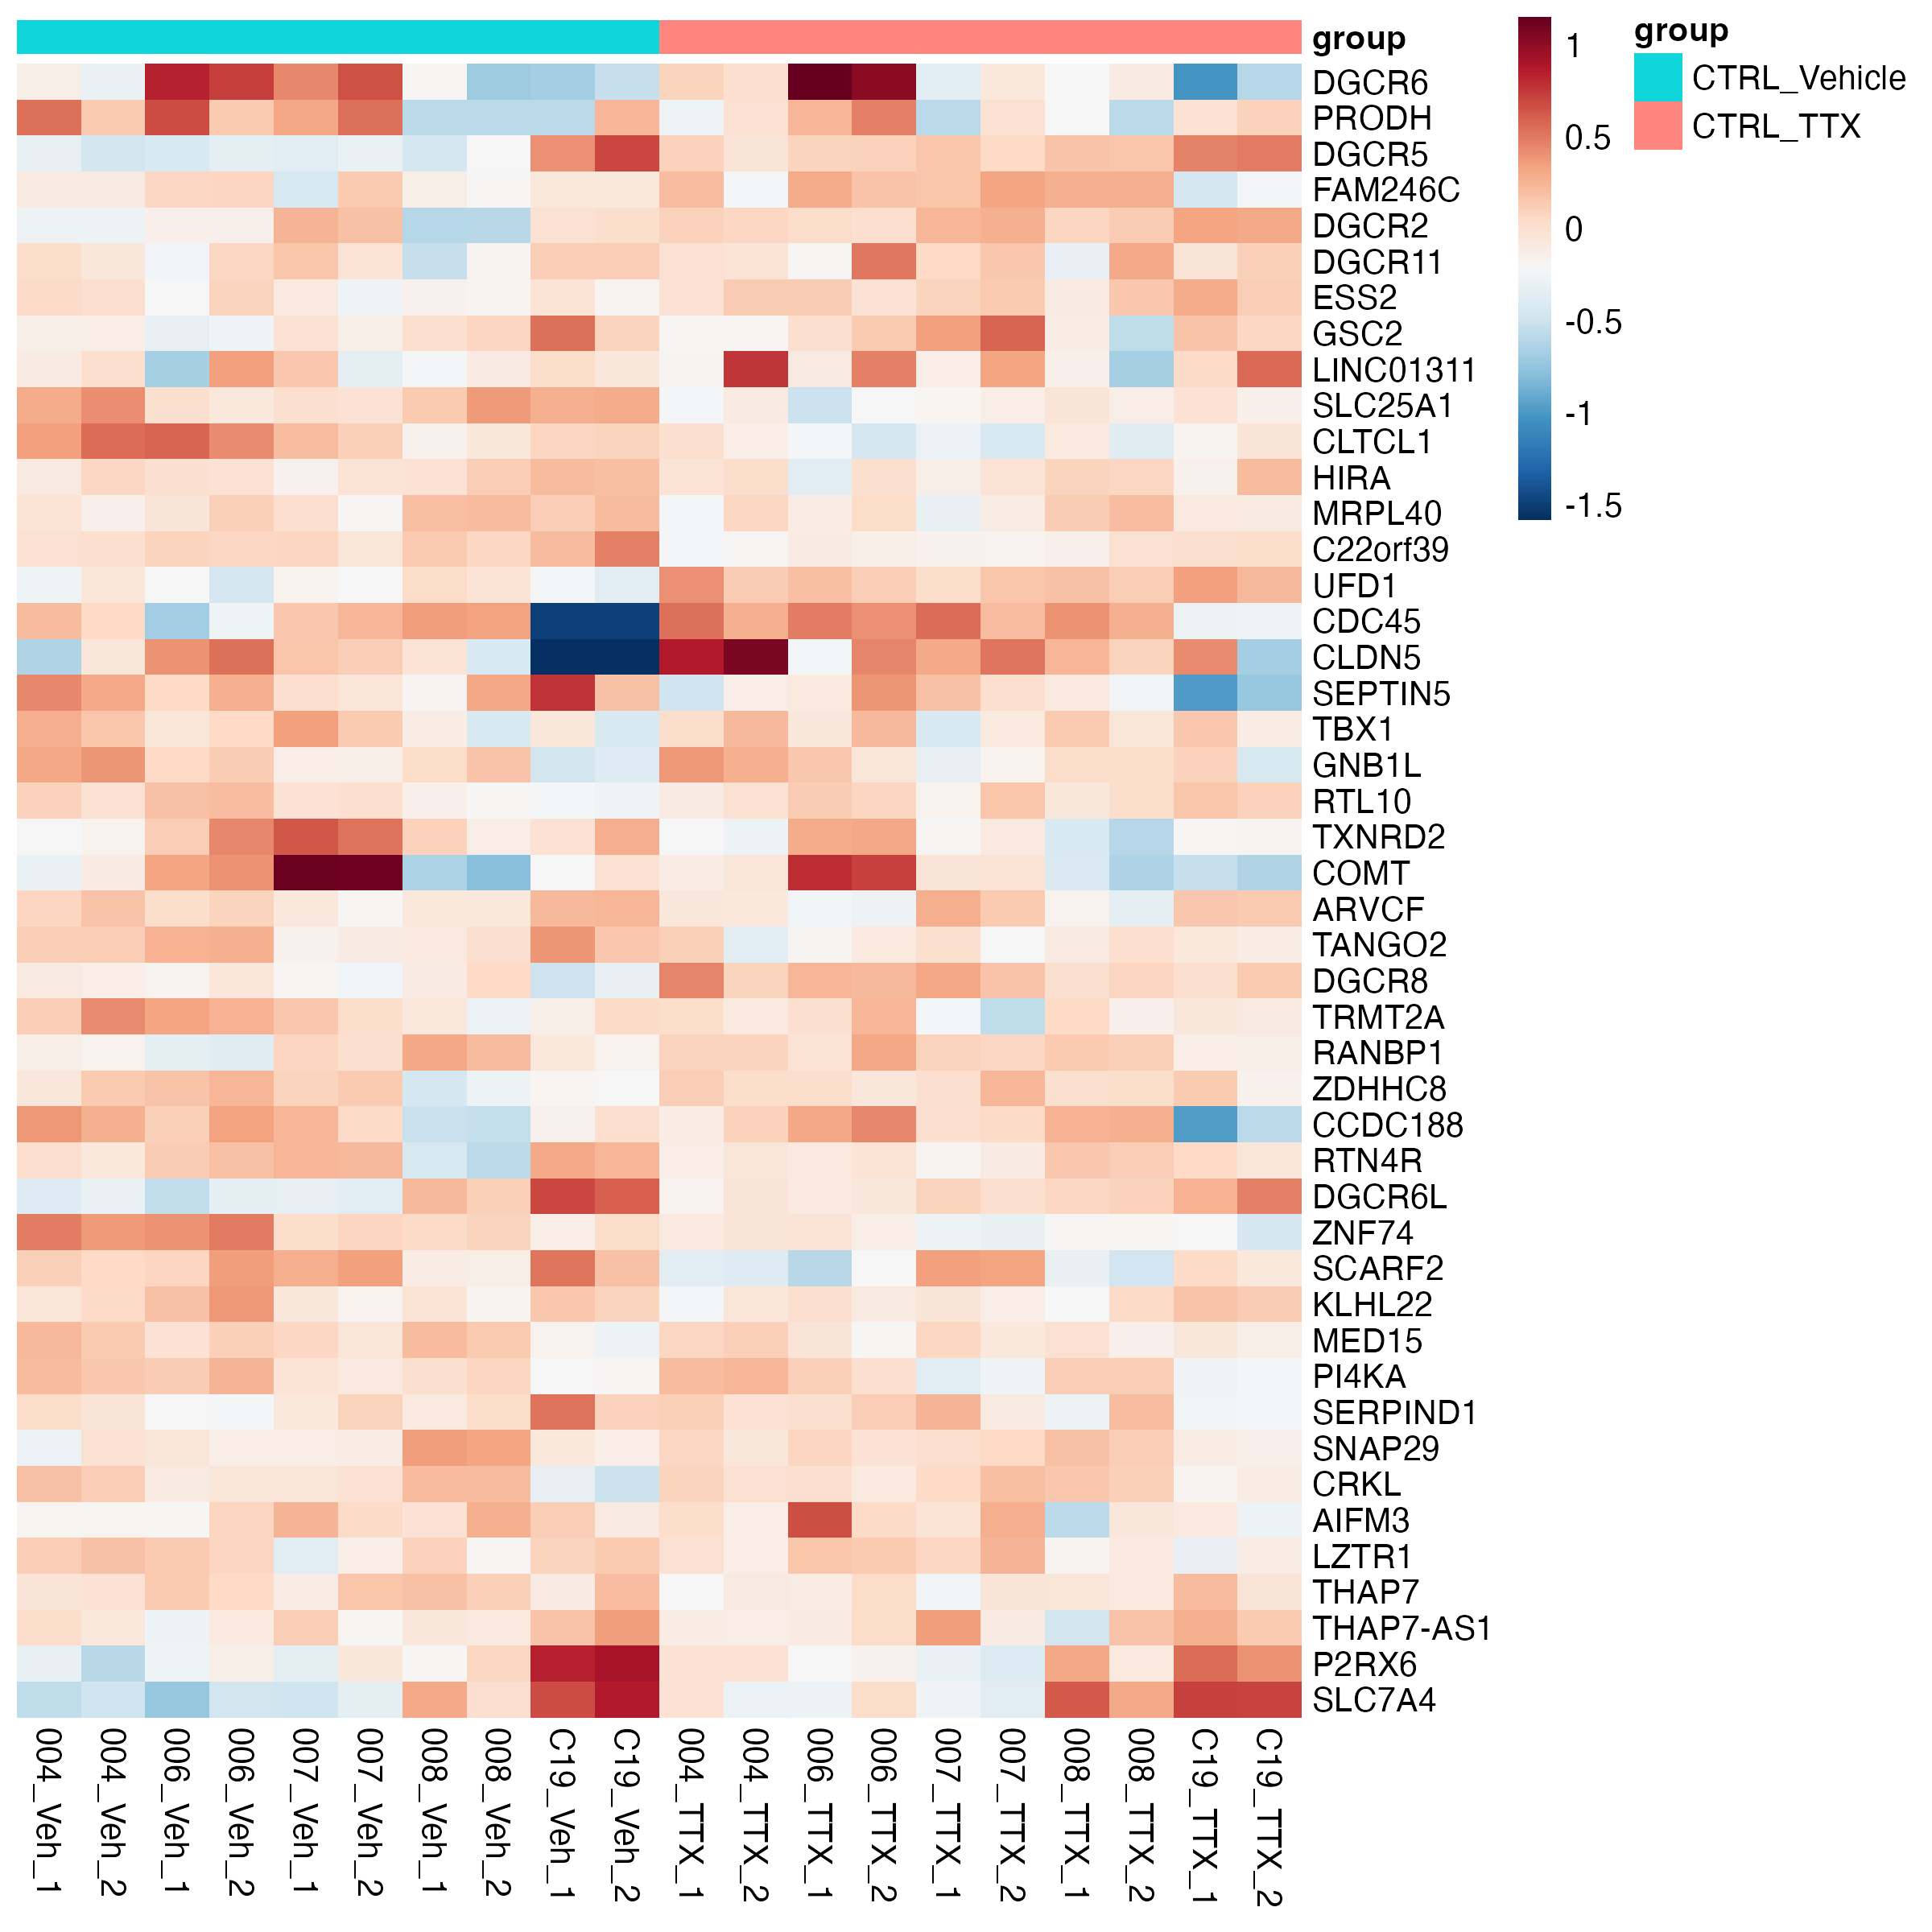 group
DGCR6
PRODH
DGCR5
FAM246C
DGCR2
DGCR11
ESS2
GSC2
LINC01311
SLC25A1
CLTCL1
HIRA
MRPL40
C22orf39
UFD1
CDC45
CLDN5
SEPTIN5
TBX1
GNB1L
RTL10
TXNRD2
COMT
ARVCF
TANGO2
DGCR8
TRMT2A
RANBP1
ZDHHC8
CCDC188
RTN4R
DGCR6L
ZNF74
SCARF2
KLHL22
MED15
PI4KA
SERPIND1
SNAP29
CRKL
AIFM3
LZTR1
THAP7
THAP7-AS1
P2RX6
SLC7A4
004_Veh_1
004_Veh_2
006_Veh_1
006_Veh_2
007_Veh_1
007_Veh_2
008_Veh_1
008_Veh_2
C19_Veh_1
C19_Veh_2
004_TTX_1
004_TTX_2
006_TTX_1
006_TTX_2
007_TTX_1
007_TTX_2
008_TTX_1
008_TTX_2
C19_TTX_1
C19_TTX_2
1
0.5
0
-0.5
-1
-1.5
group
CTRL_Vehicle
CTRL_TTX